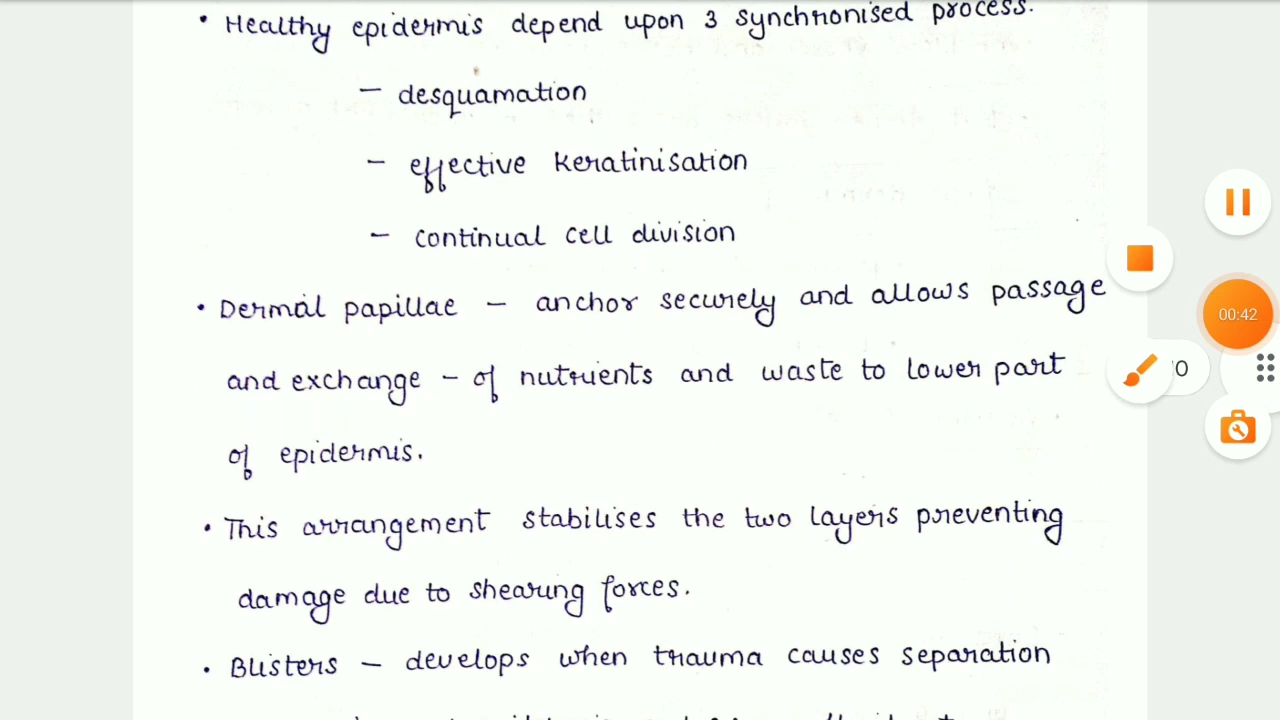 • Healthy epidermis depend upon 3 synchronised process.
- desquamation
- effective keratinisation
- continual cell division
• Dermal papillae - anchor securely and allows passage
and exchange - of nutrients and waste to lower part
of epidermis.
• This arrangement stabilises the two layers preventing
damage due to shearing forces.
• Blisters - develops when trauma causes separation
00:42